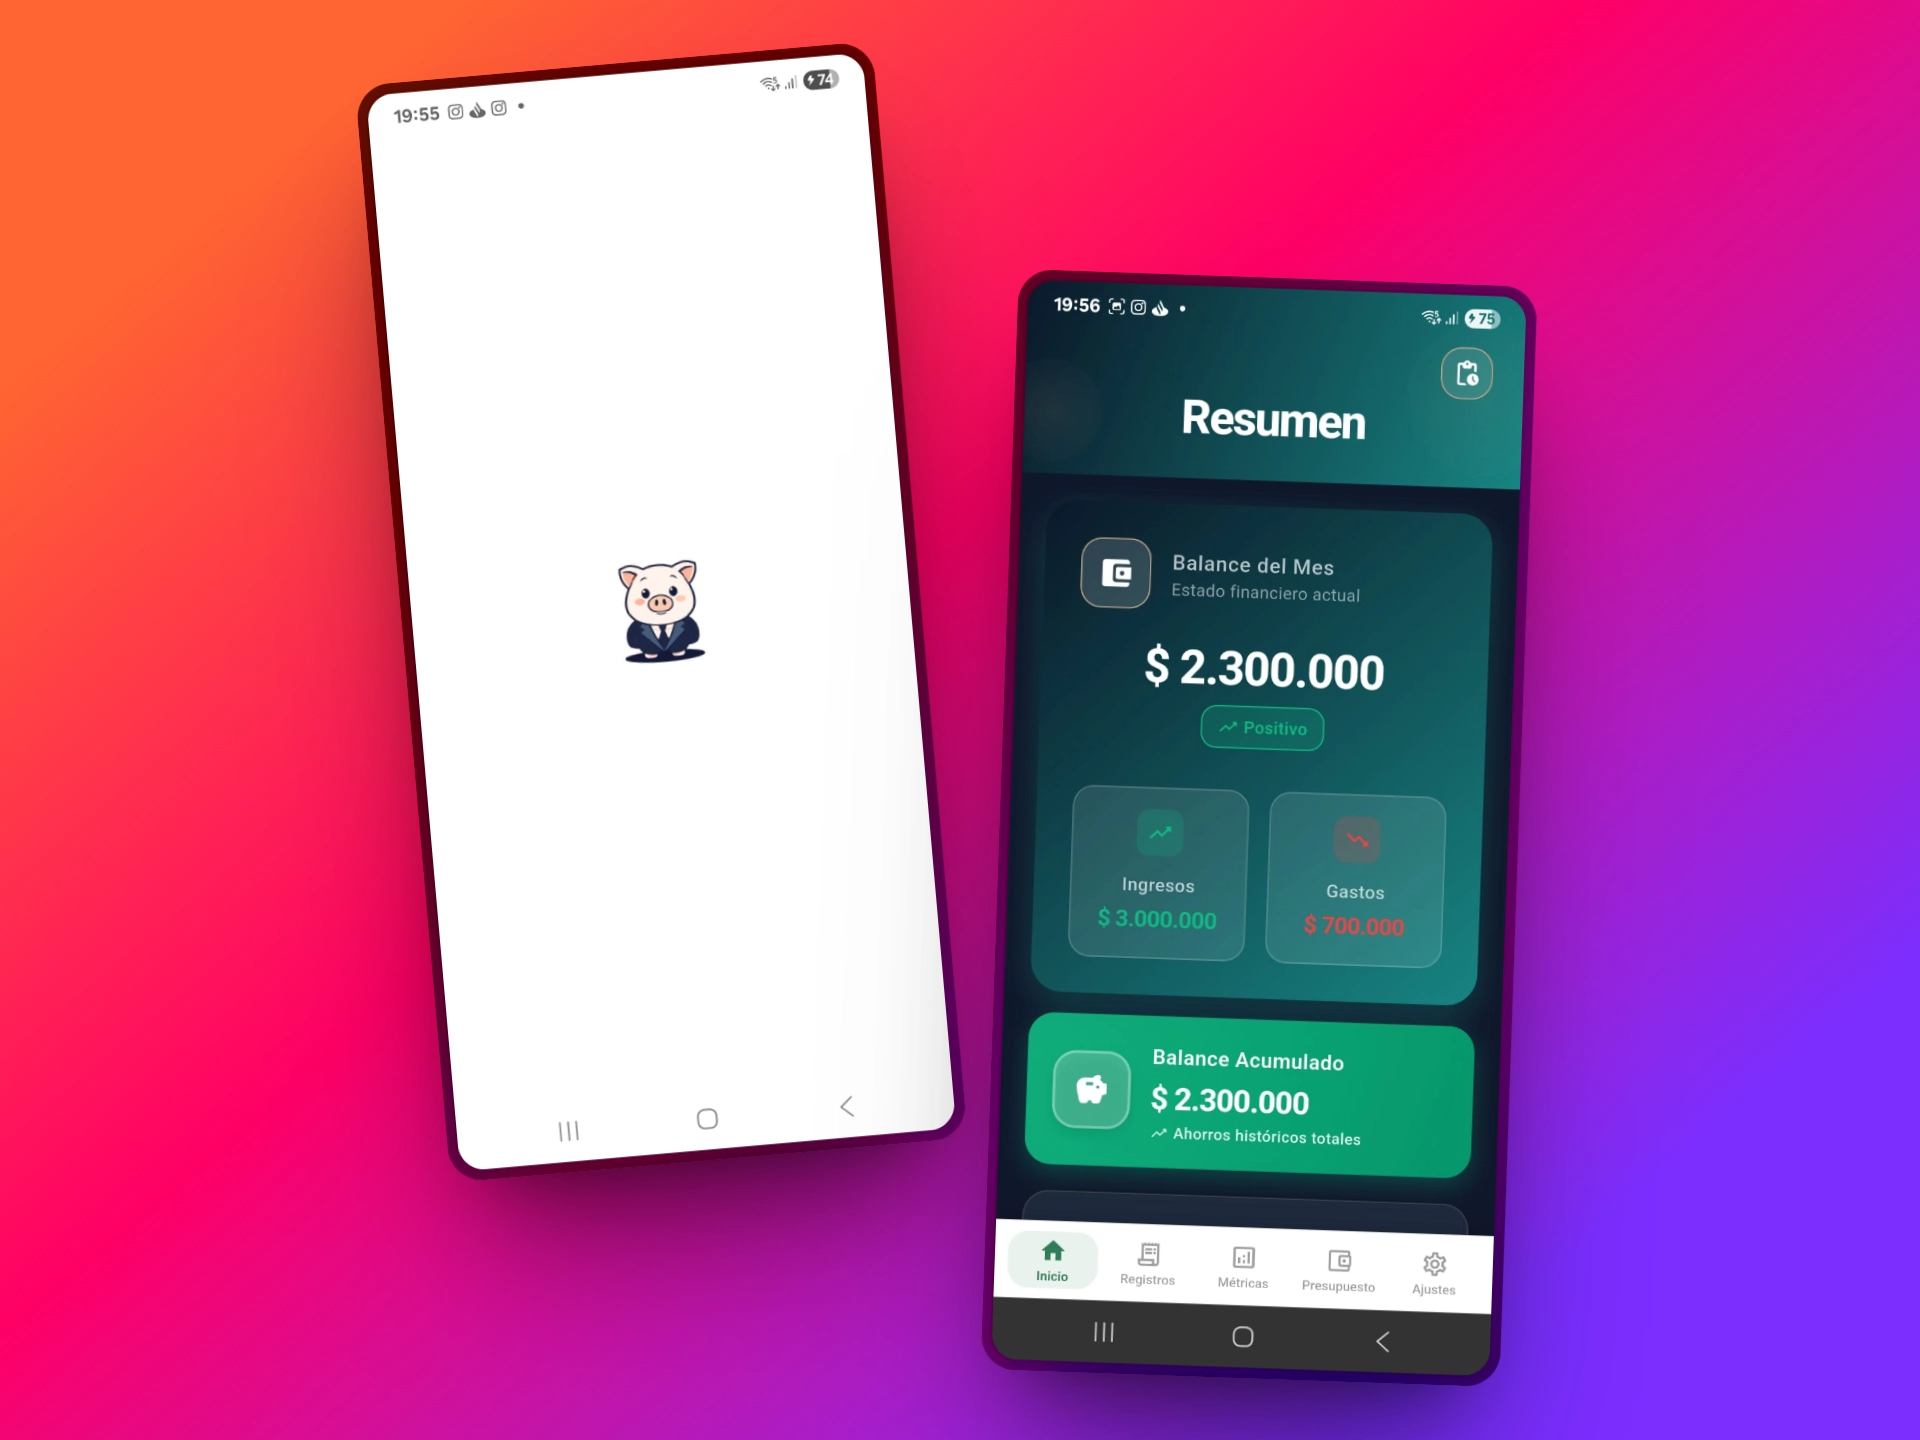 19:55
74
19:56
75
Resumen
Balance del Mes
Estado financiero actual
$ 2.300.000
Positivo
Ingresos
$ 3.000.000
Gastos
$ 700.000
Balance Acumulado
$ 2.300.000
Ahorros históricos totales
Inicio
Registros
Métricas
Presupuesto
Ajustes